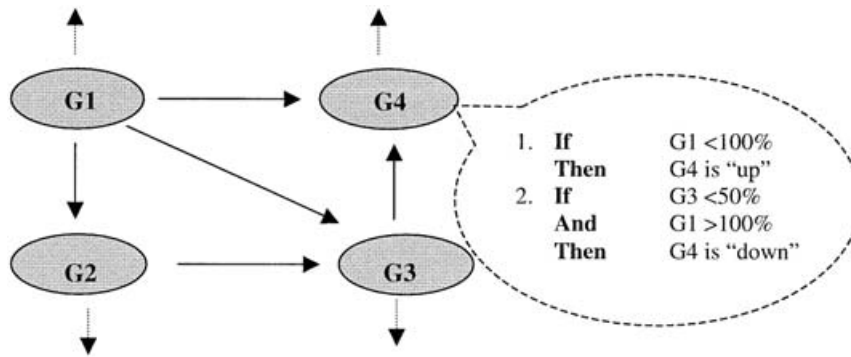 G1
G4
1. If G1 <100%
Then G4 is “up”
2. If G3 <50%
And G1 >100%
Then G4 is “down”
G2
G3